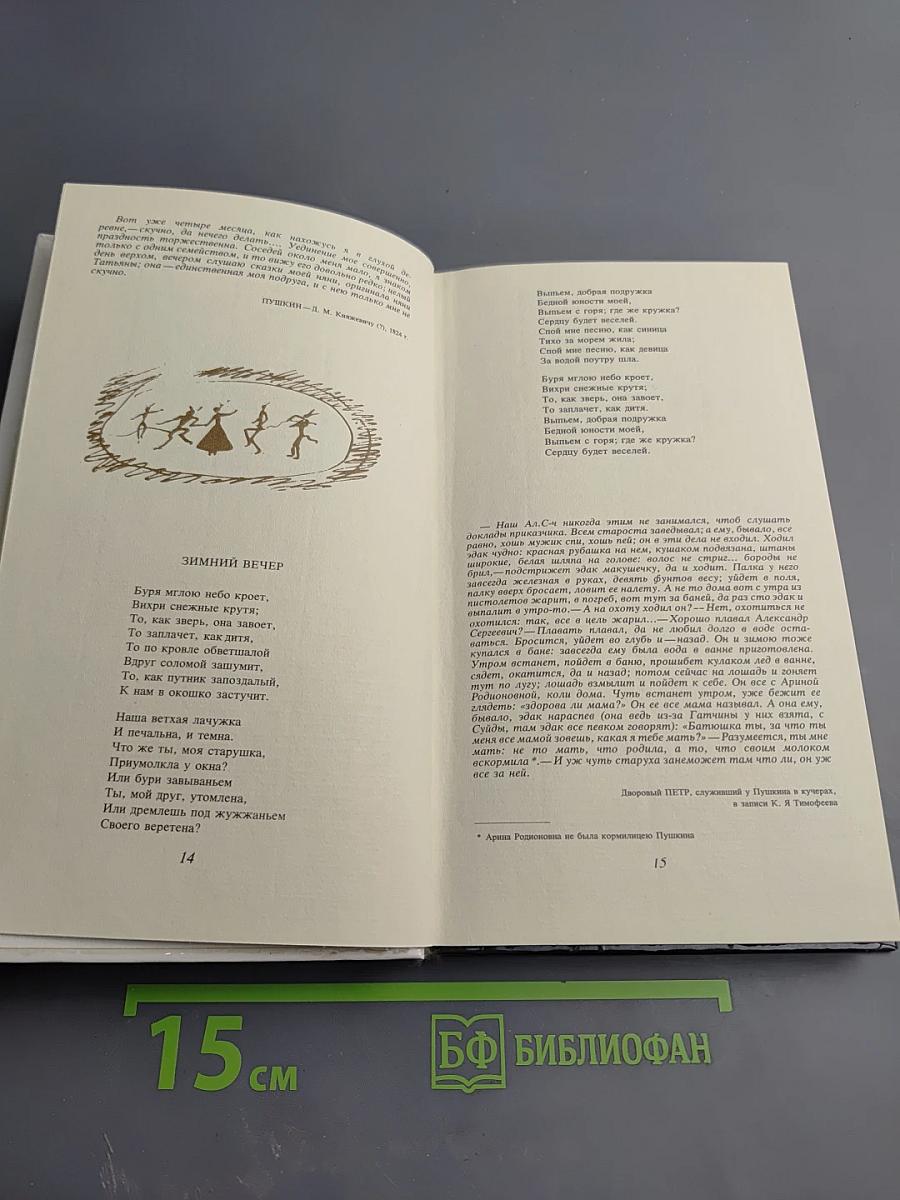 Вот уже четыре месяца, как нахожусь я в глухой де-
ревне,— скучно, да нечего делать.... Уединение мое совершенно,
праздность торжественна. Соседей около меня мало, я знаком
только с одним семейством, и то вижу его довольно редко; целый
день верхом, вечером слушаю сказки моей няни, оригинала няни
Татьяны; она — единственная моя подруга, и с нею только мне не
скучно.
ПУШКИН — Д. М. Княжевичу (?), 1824 г.
ЗИМНИЙ ВЕЧЕР
Буря мглою небо кроет,
Вихри снежные крутя;
То, как зверь, она завоет,
То заплачет, как дитя,
То по кровле обветшалой
Вдруг соломой зашумит,
То, как путник запоздалый,
К нам в окошко застучит.
Наша ветхая лачужка
И печальна, и темна.
Что же ты, моя старушка,
Приумолкла у окна?
Или бури завываньем
Ты, мой друг, утомлена,
Или дремлешь под жужжаньем
Своего веретена?
14
Выпьем, добрая подружка
Бедной юности моей,
Выпьем с горя; где же кружка?
Сердцу будет веселей.
Спой мне песню, как синица
Тихо за морем жила;
Спой мне песню, как девица
За водой поутру шла.
Буря мглою небо кроет,
Вихри снежные крутя;
То, как зверь, она завоет,
То заплачет, как дитя.
Выпьем, добрая подружка
Бедной юности моей,
Выпьем с горя; где же кружка?
Сердцу будет веселей.
— Наш Ал.С-ч никогда этим не занимался, чтоб слушать
доклады приказчика. Всем староста заведывал; а ему, бывало, все
равно, хошь мужик спи, хошь пей; он в эти дела не входил. Ходил
эдак чудно: красная рубашка на нем, кушаком подвязана, штаны
широкие, белая шляпа на голове: волос не стриг... бороды не
брил,— подстрижет эдак макушечку, да и ходит. Палка у него
завсегда железная в руках, девять фунтов весу; уйдет в поля,
палку вверх бросает, ловит ее налету. А не то дома вот с утра из
пистолетов жарит, в погреб, вот тут за баней, да раз сто эдак и
выпалит в утро-то.— А на охоту ходил он? -- Нет, охотиться не
охотился: так, все в цель жарил...— Хорошо плавал Александр
Сергеевич? — Плавать плавал, да не любил долго в воде оста-
ваться. Бросится, уйдет во глубь и — назад. Он и зимою тоже
купался в бане: завсегда ему была вода в ванне приготовлена.
Утром встанет, пойдет в баню, прошибет кулаком лед в ванне,
сядет, окатится, да и назад; потом сейчас на лошадь и гоняет
тут по лугу; лошадь взмылит и пойдет к себе. Он все с Ариной
Родионовной, коли дома. Чуть встанет утром, уже бежит ее
глядеть: «здорова ли мама?» Он ее все мама называл. А она ему,
бывало, эдак нараспев (она ведь из-за Гатчины у них взята, с
Суйды, там эдак все певком говорят): «Батюшка ты, за что ты
меня все мамой зовешь, какая я тебе мать?» — Разумеется, ты мне
мать: не то мать, что родила, а то, что своим молоком
вскормила *.— И уж чуть старуха занеможет там что ли, он уж
все за ней.
Дворовый ПЕТР, служивший у Пушкина в кучерах,
в записи К. Я Тимофеева
* Арина Родионовна не была кормилицею Пушкина
15
15 см
БФ БИБЛИОФАН